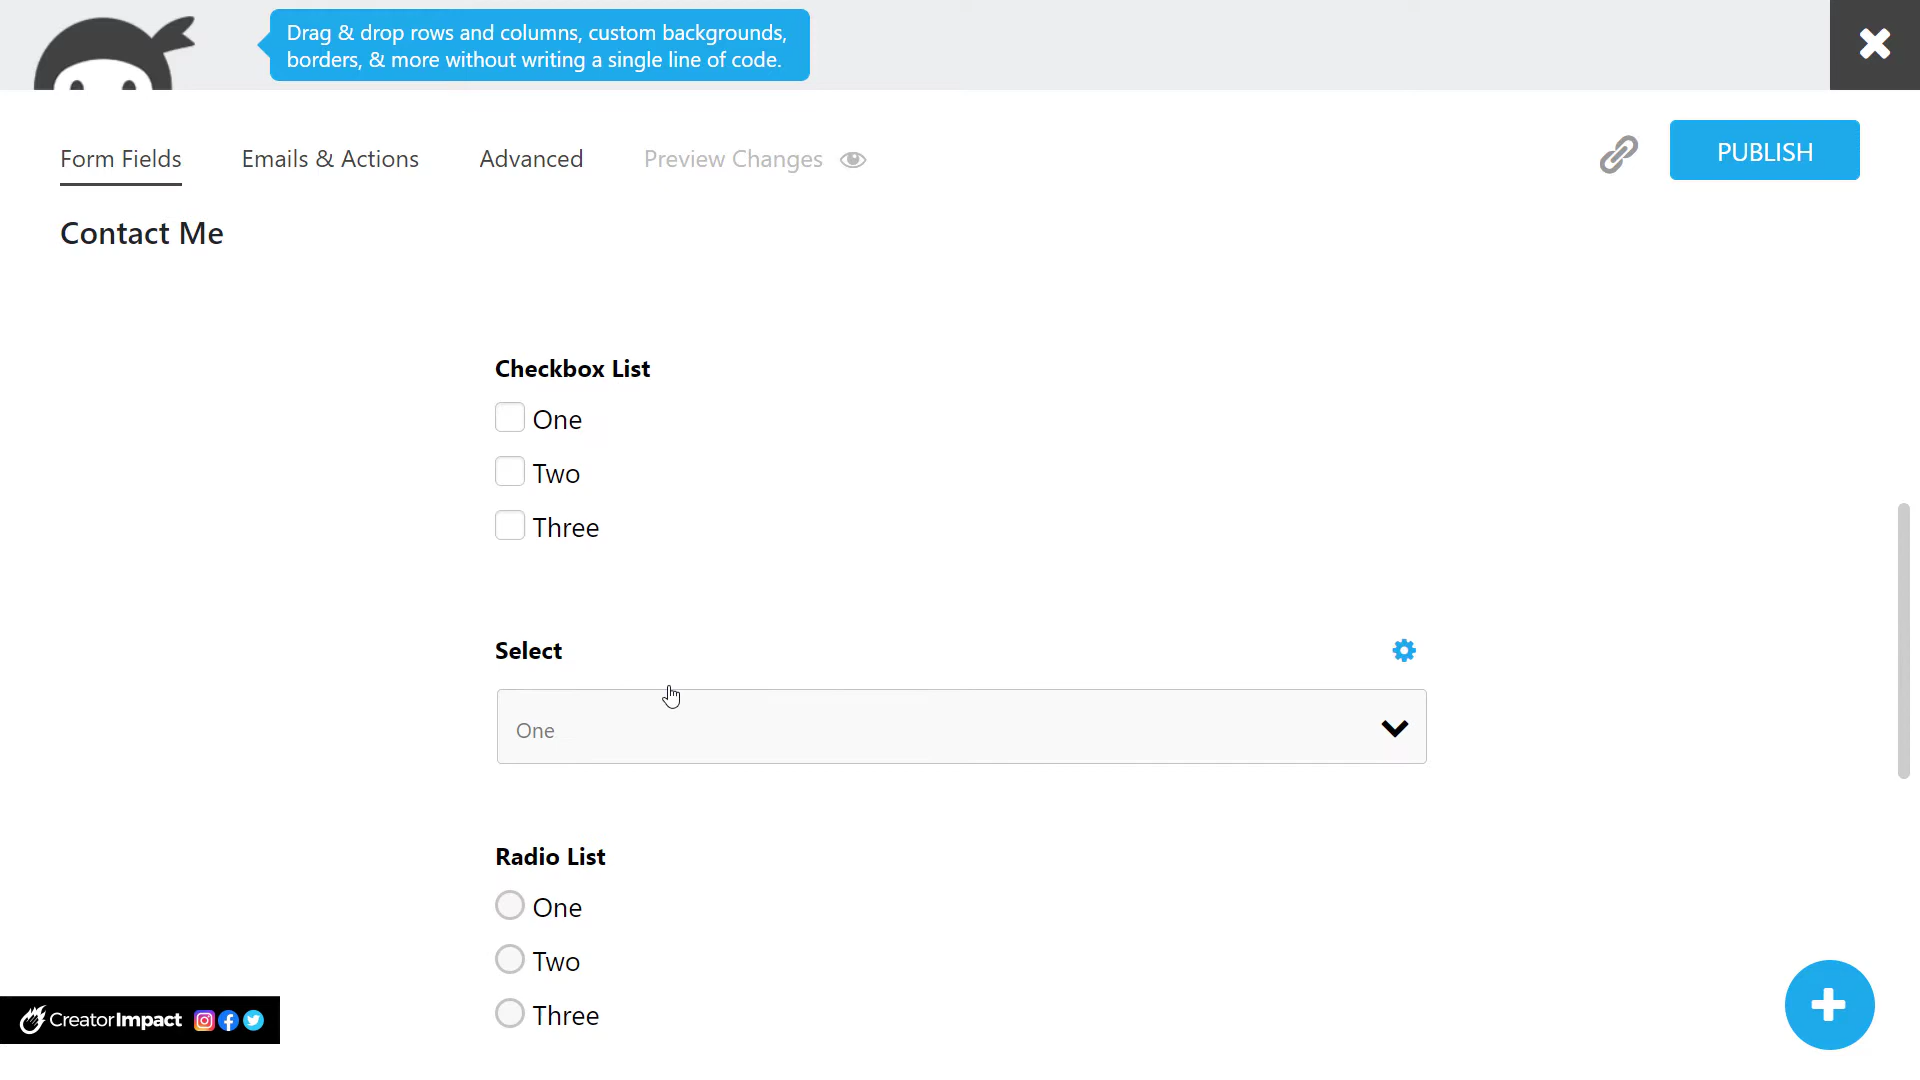 Drag & drop rows and columns, custom backgrounds,
borders, & more without writing a single line of code.
Form Fields
Emails & Actions
Advanced
Preview Changes
PUBLISH
Contact Me
Checkbox List
One
Two
Three
Select
One
Radio List
One
Two
Three
CreatorImpact